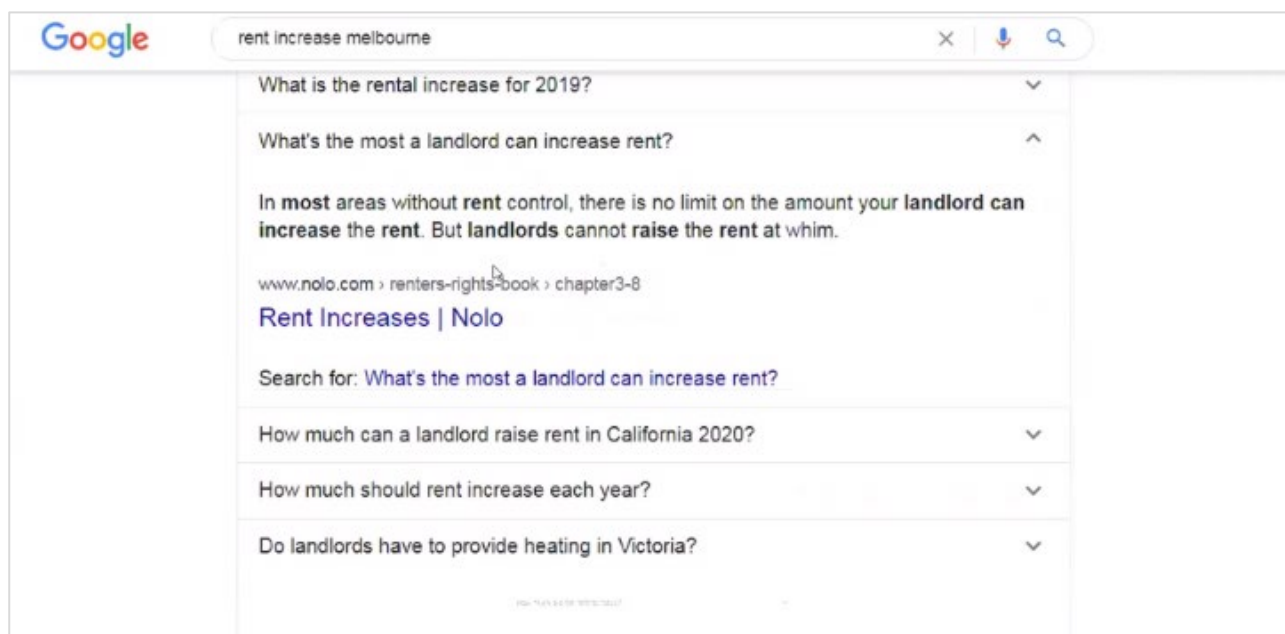 Google
rent increase melbourne
What is the rental increase for 2019?
What's the most a landlord can increase rent?
In most areas without rent control, there is no limit on the amount your landlord can
increase the rent. But landlords cannot raise the rent at whim.
www.nolo.com › renters-rights-book › chapter3-8
Rent Increases | Nolo
Search for: What's the most a landlord can increase rent?
How much can a landlord raise rent in California 2020?
How much should rent increase each year?
Do landlords have to provide heating in Victoria?